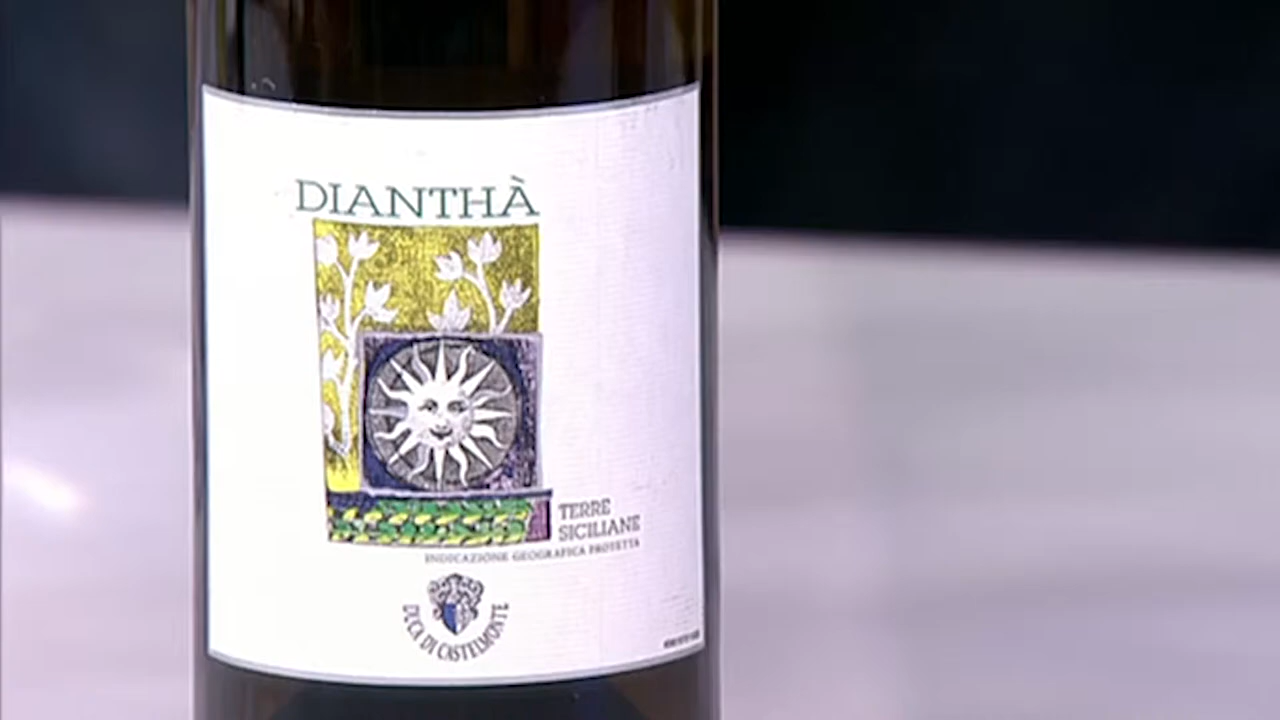 DIANTHÀ
TERRE
SICILIANE
INDICAZIONE GEOGRAFICA PROTETTA
DUCA DI CASTELMONTE